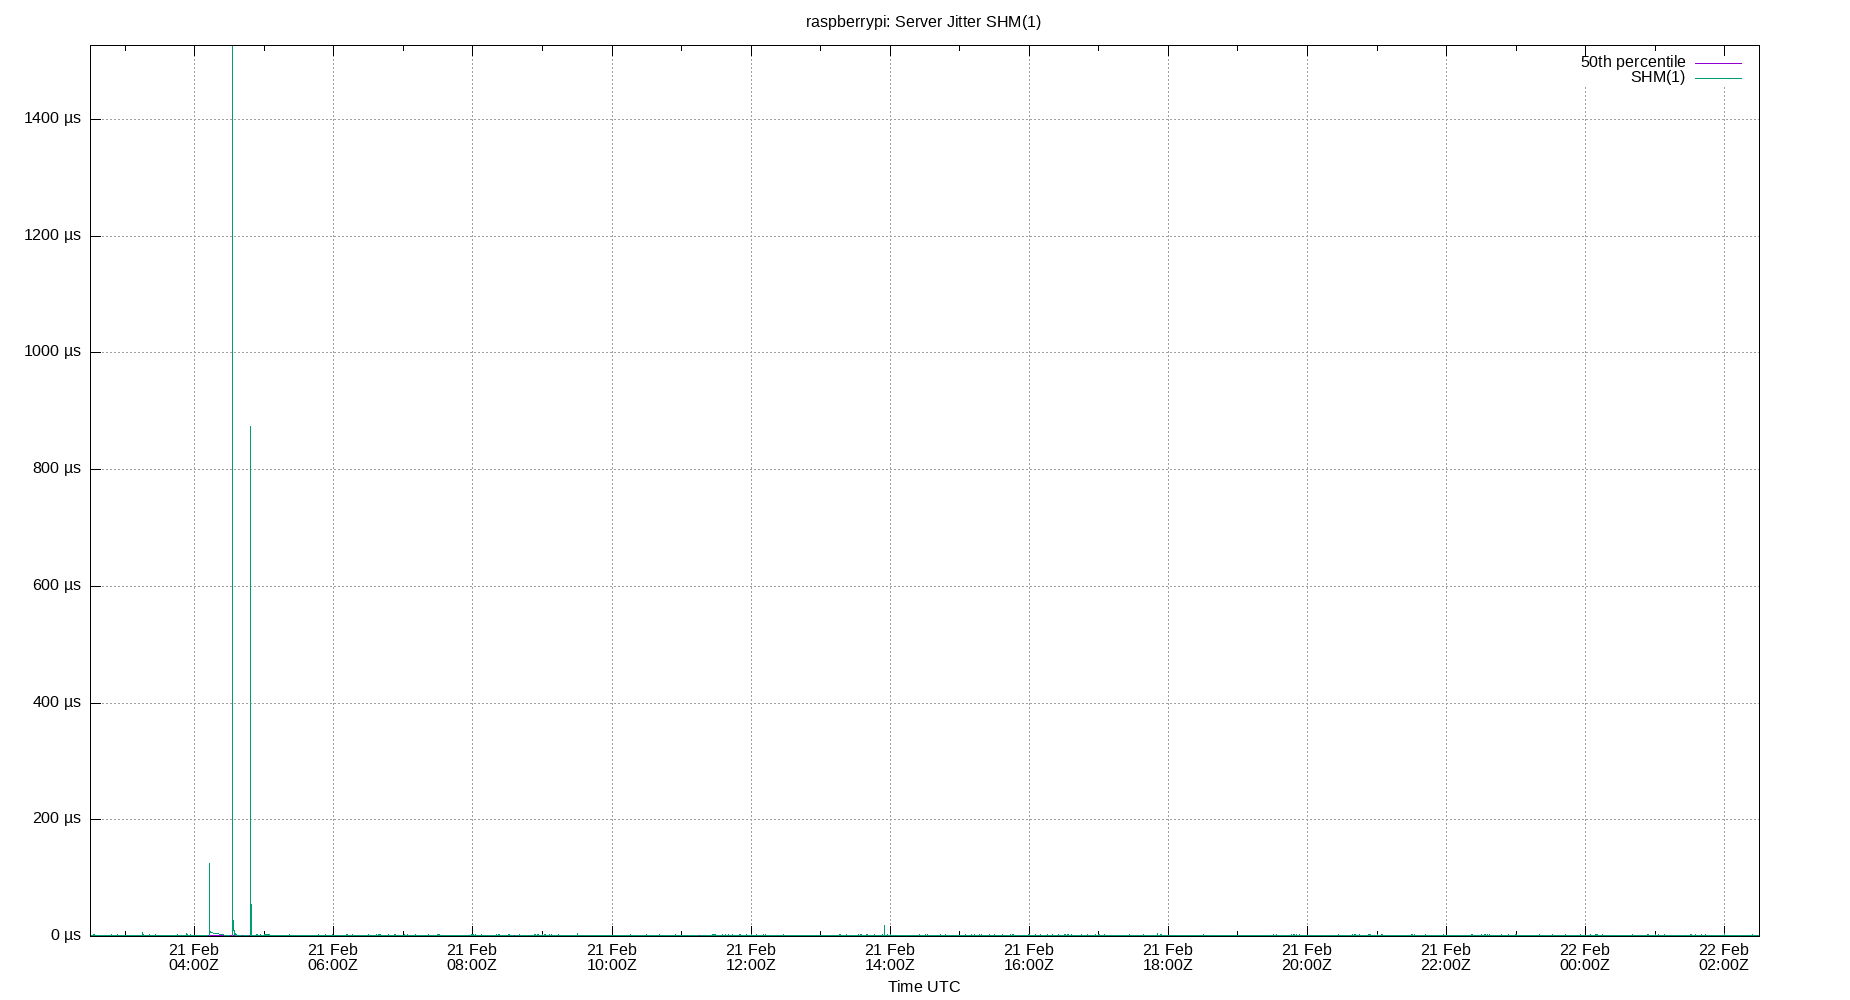 raspberrypi: Server Jitter SHM(1)
50th percentile
SHM(1)
1400 µs
1200 µs
1000 µs
800 µs
600 µs
400 µs
200 µs
0 µs
21 Feb 21 Feb 21 Feb 21 Feb 21 Feb 21 Feb 21 Feb 21 Feb 21 Feb 21 Feb 22 Feb 22 Feb
04:00Z 06:00Z 08:00Z 10:00Z 12:00Z 14:00Z 16:00Z 18:00Z 20:00Z 22:00Z 00:00Z 02:00Z
Time UTC